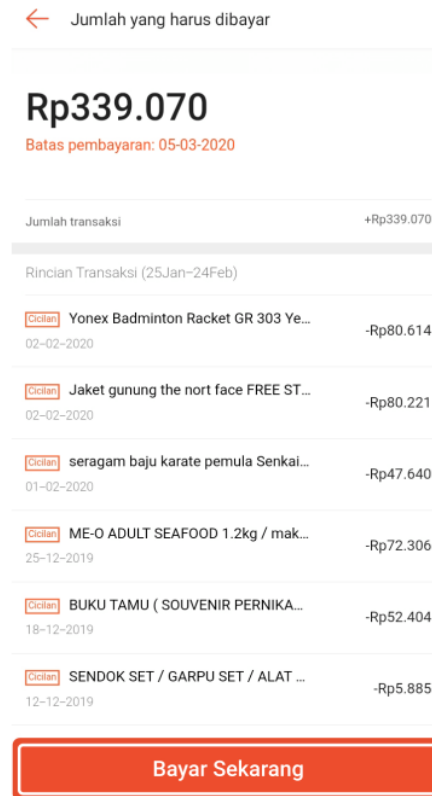 Jumlah yang harus dibayar
Rp339.070
Batas pembayaran: 05-03-2020
Jumlah transaksi +Rp339.070
Rincian Transaksi (25Jan–24Feb)
Cicilan Yonex Badminton Racket GR 303 Ye... -Rp80.614
02–02–2020
Cicilan Jaket gunung the nort face FREE ST... -Rp80.221
02–02–2020
Cicilan seragam baju karate pemula Senkai... -Rp47.640
01–02–2020
Cicilan ME-O ADULT SEAFOOD 1.2kg / mak... -Rp72.306
25–12–2019
Cicilan BUKU TAMU ( SOUVENIR PERNIKA... -Rp52.404
18–12–2019
Cicilan SENDOK SET / GARPU SET / ALAT ... -Rp5.885
12–12–2019
Bayar Sekarang